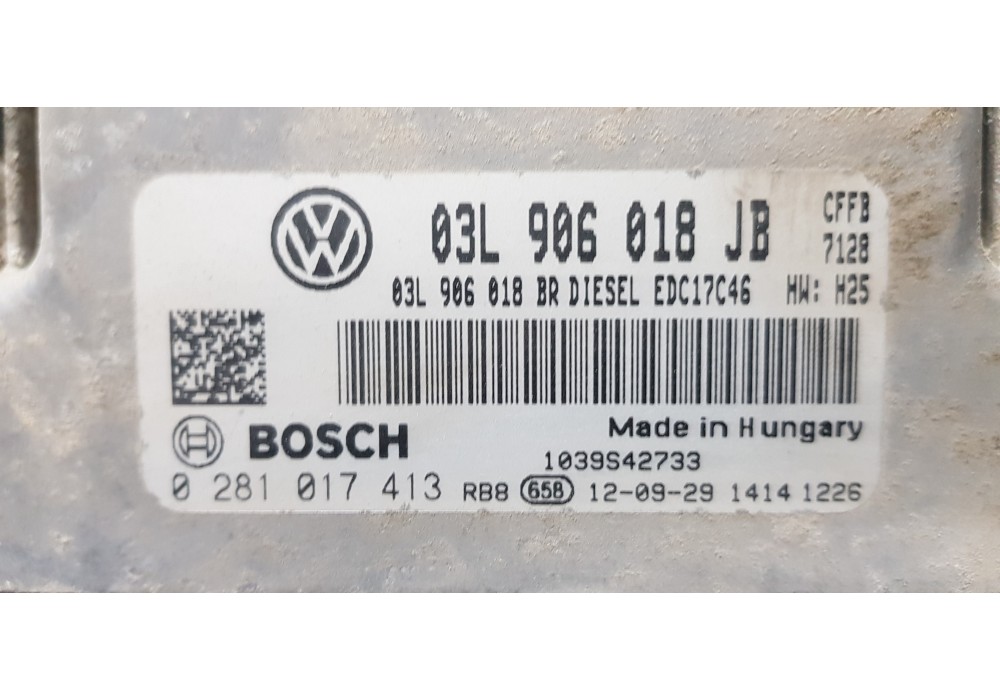 03L 906 018 JB CFFB
7128
03L 906 018 BR DIESEL EDC17C46 HW: H25
BOSCH Made in Hungary
1039S42733
0 281 017 413 RB8 658 12-09-29 1414 1226